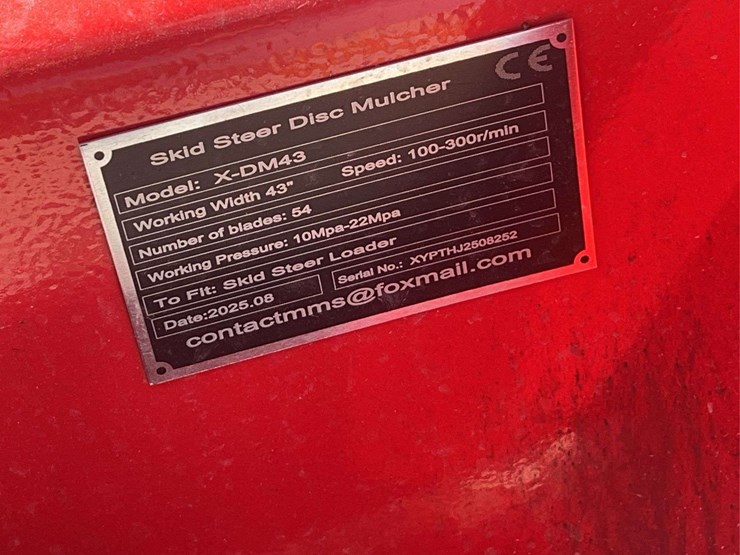 CE
Skid Steer Disc Mulcher
Model: X-DM43
Working Width 43" Speed: 100-300r/min
Number of blades: 54
Working Pressure: 10Mpa-22Mpa
To Fit: Skid Steer Loader
Date:2025.08 Serial No.: XYPTHJ2506252
contactmms@foxmail.com